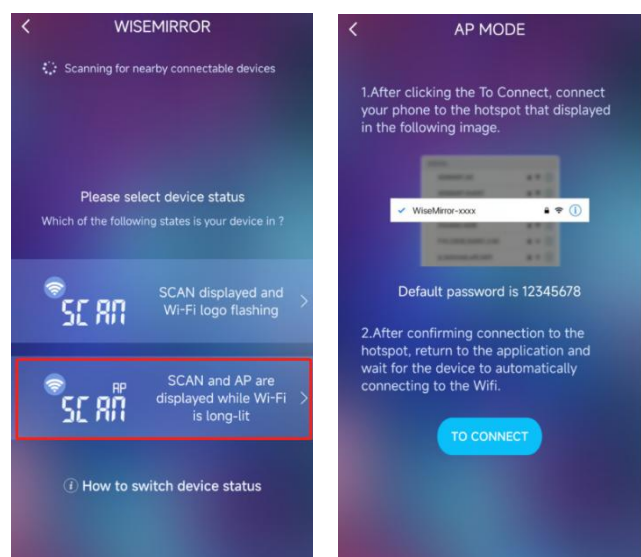 WISEMIRROR
Scanning for nearby connectable devices
Please select device status
Which of the following states is your device in ?
SCAN
SCAN displayed and
Wi-Fi logo flashing
AP
SCAN
SCAN and AP are
displayed while Wi-Fi
is long-lit
How to switch device status
AP MODE
1.After clicking the To Connect, connect
your phone to the hotspot that displayed
in the following image.
WiseMirror-xxxx
Default password is 12345678
2.After confirming connection to the
hotspot, return to the application and
wait for the device to automatically
connecting to the Wifi.
TO CONNECT